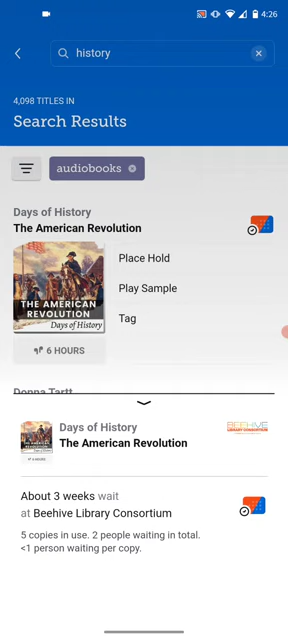 4:26
history
4,098 TITLES IN
Search Results
audiobooks
Days of History
The American Revolution
Place Hold
Play Sample
Tag
THE AMERICAN
REVOLUTION
Days of History
6 HOURS
Donna Tartt
Days of History
The American Revolution
BEEHIVE
LIBRARY CONSORTIUM
6 HOURS
About 3 weeks wait
at Beehive Library Consortium
5 copies in use. 2 people waiting in total.
<1 person waiting per copy.